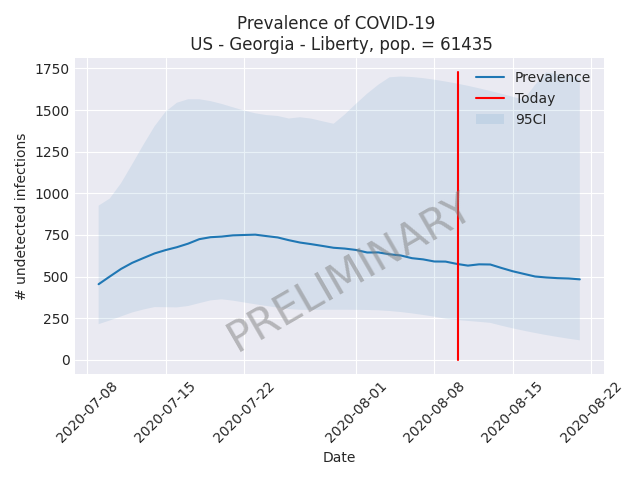 Prevalence of COVID-19
US - Georgia - Liberty, pop. = 61435
1750
1500
1250
1000
750
500
250
0
# undetected infections
Prevalence
Today
95CI
PRELIMINARY
2020-07-08
2020-07-15
2020-07-22
2020-08-01
2020-08-08
2020-08-15
2020-08-22
Date